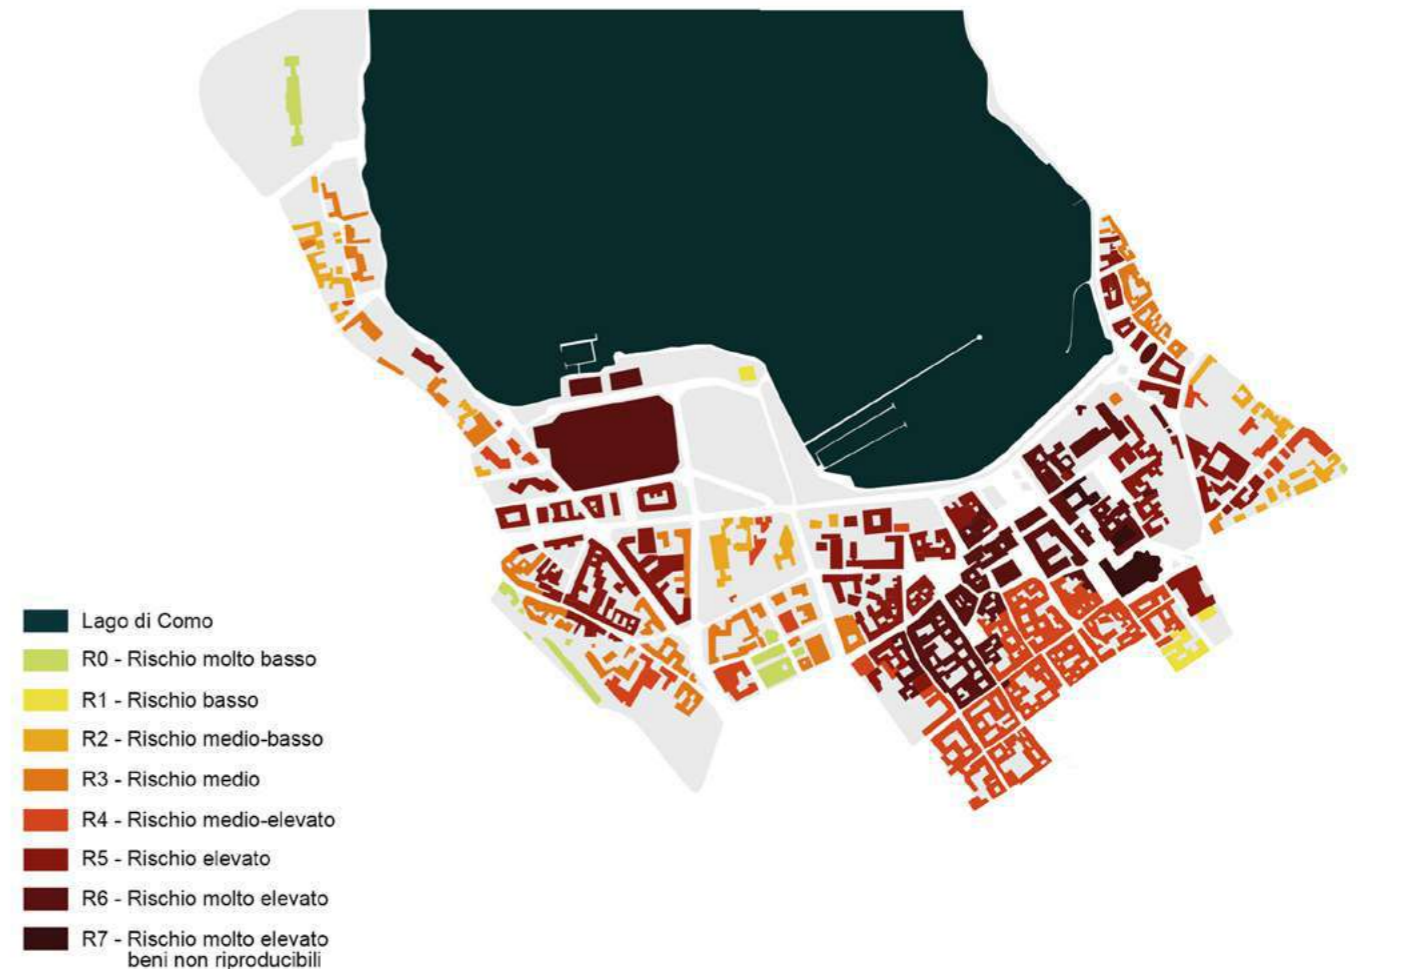 Lago di Como
R0 - Rischio molto basso
R1 - Rischio basso
R2 - Rischio medio-basso
R3 - Rischio medio
R4 - Rischio medio-elevato
R5 - Rischio elevato
R6 - Rischio molto elevato
R7 - Rischio molto elevato
beni non riproducibili